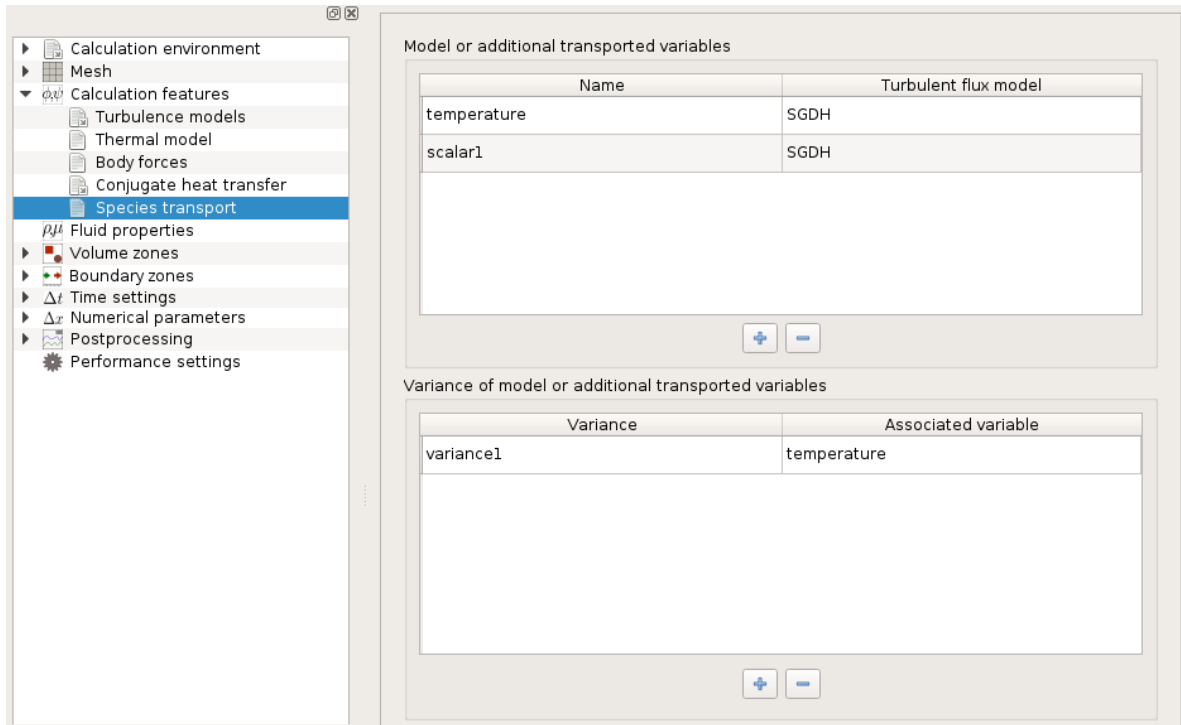 Calculation environment
Mesh
φ,ψ Calculation features
Turbulence models
Thermal model
Body forces
Conjugate heat transfer
Species transport
ρ,μ Fluid properties
Volume zones
Boundary zones
Δt Time settings
Δx Numerical parameters
Postprocessing
Performance settings
Model or additional transported variables
Name Turbulent flux model
temperature SGDH
scalar1 SGDH
Variance of model or additional transported variables
Variance Associated variable
variance1 temperature